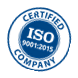 CERTIFIED
ISO
9001:2015
COMPANY